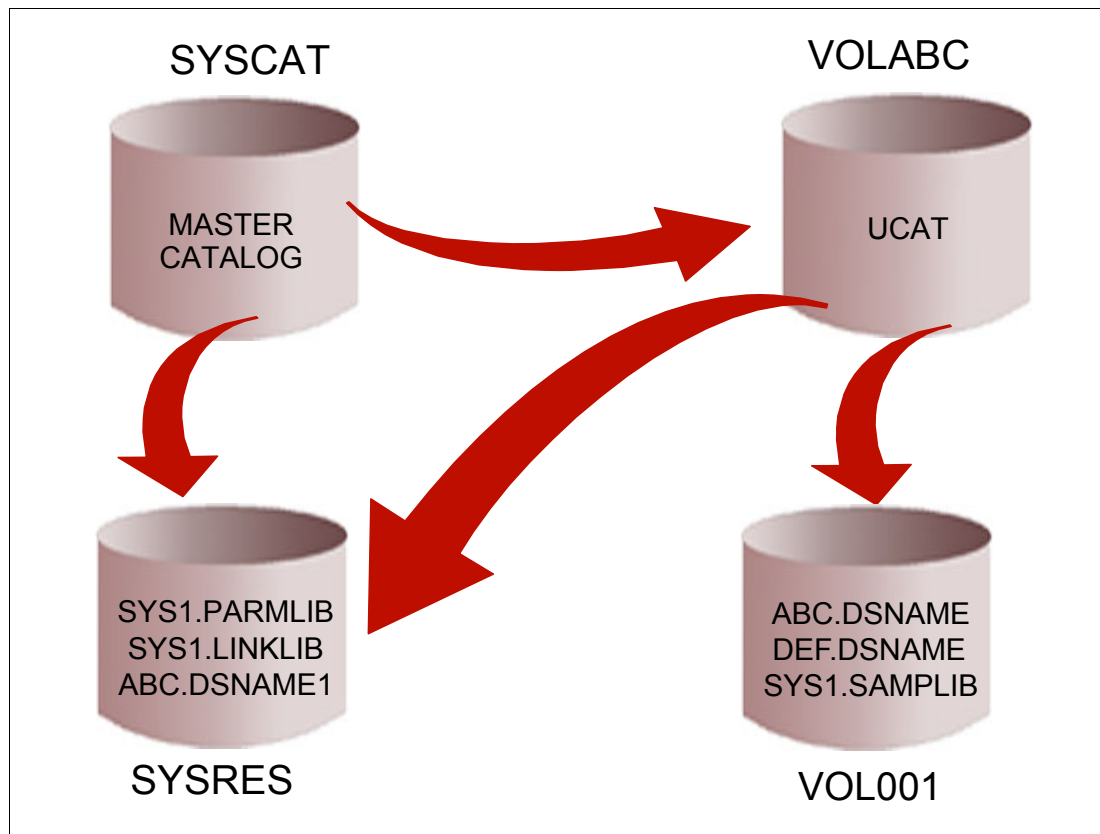 SYSCAT
VOLABC
MASTER
CATALOG
UCAT
SYS1.PARMLIB
SYS1.LINKLIB
ABC.DSNAME1
ABC.DSNAME
DEF.DSNAME
SYS1.SAMPLIB
SYSRES
VOL001